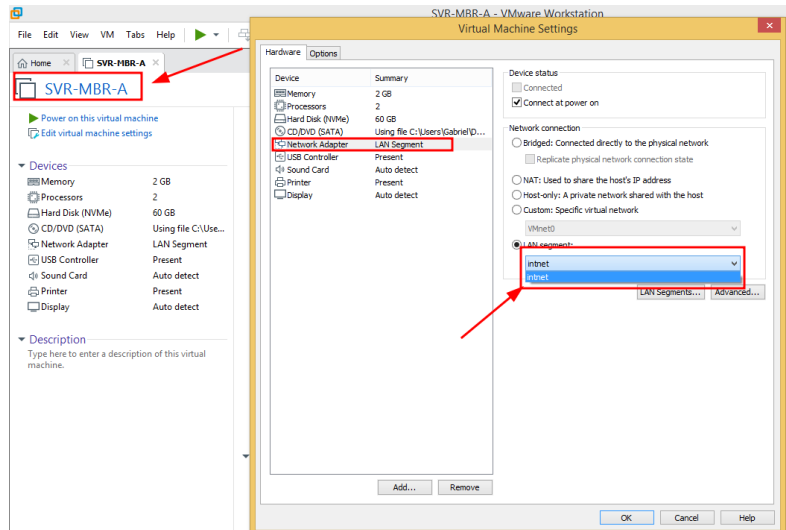 SVR-MBR-A - VMware Workstation
File Edit View VM Tabs Help
Home
SVR-MBR-A
SVR-MBR-A
Power on this virtual machine
Edit virtual machine settings
Devices
Memory 2 GB
Processors 2
Hard Disk (NVMe) 60 GB
CD/DVD (SATA) Using file C:\Use...
Network Adapter LAN Segment
USB Controller Present
Sound Card Auto detect
Printer Present
Display Auto detect
Description
Type here to enter a description of this virtual
machine.
Virtual Machine Settings
Hardware Options
Device Summary
Memory 2 GB
Processors 2
Hard Disk (NVMe) 60 GB
CD/DVD (SATA) Using file C:\Users\Gabriel\D...
Network Adapter LAN Segment
USB Controller Present
Sound Card Auto detect
Printer Present
Display Auto detect
Add... Remove
Device status
Connected
Connect at power on
Network connection
Bridged: Connected directly to the physical network
Replicate physical network connection state
NAT: Used to share the host's IP address
Host-only: A private network shared with the host
Custom: Specific virtual network
VMnet0
LAN segment:
intnet
intnet
LAN Segments... Advanced...
OK Cancel Help